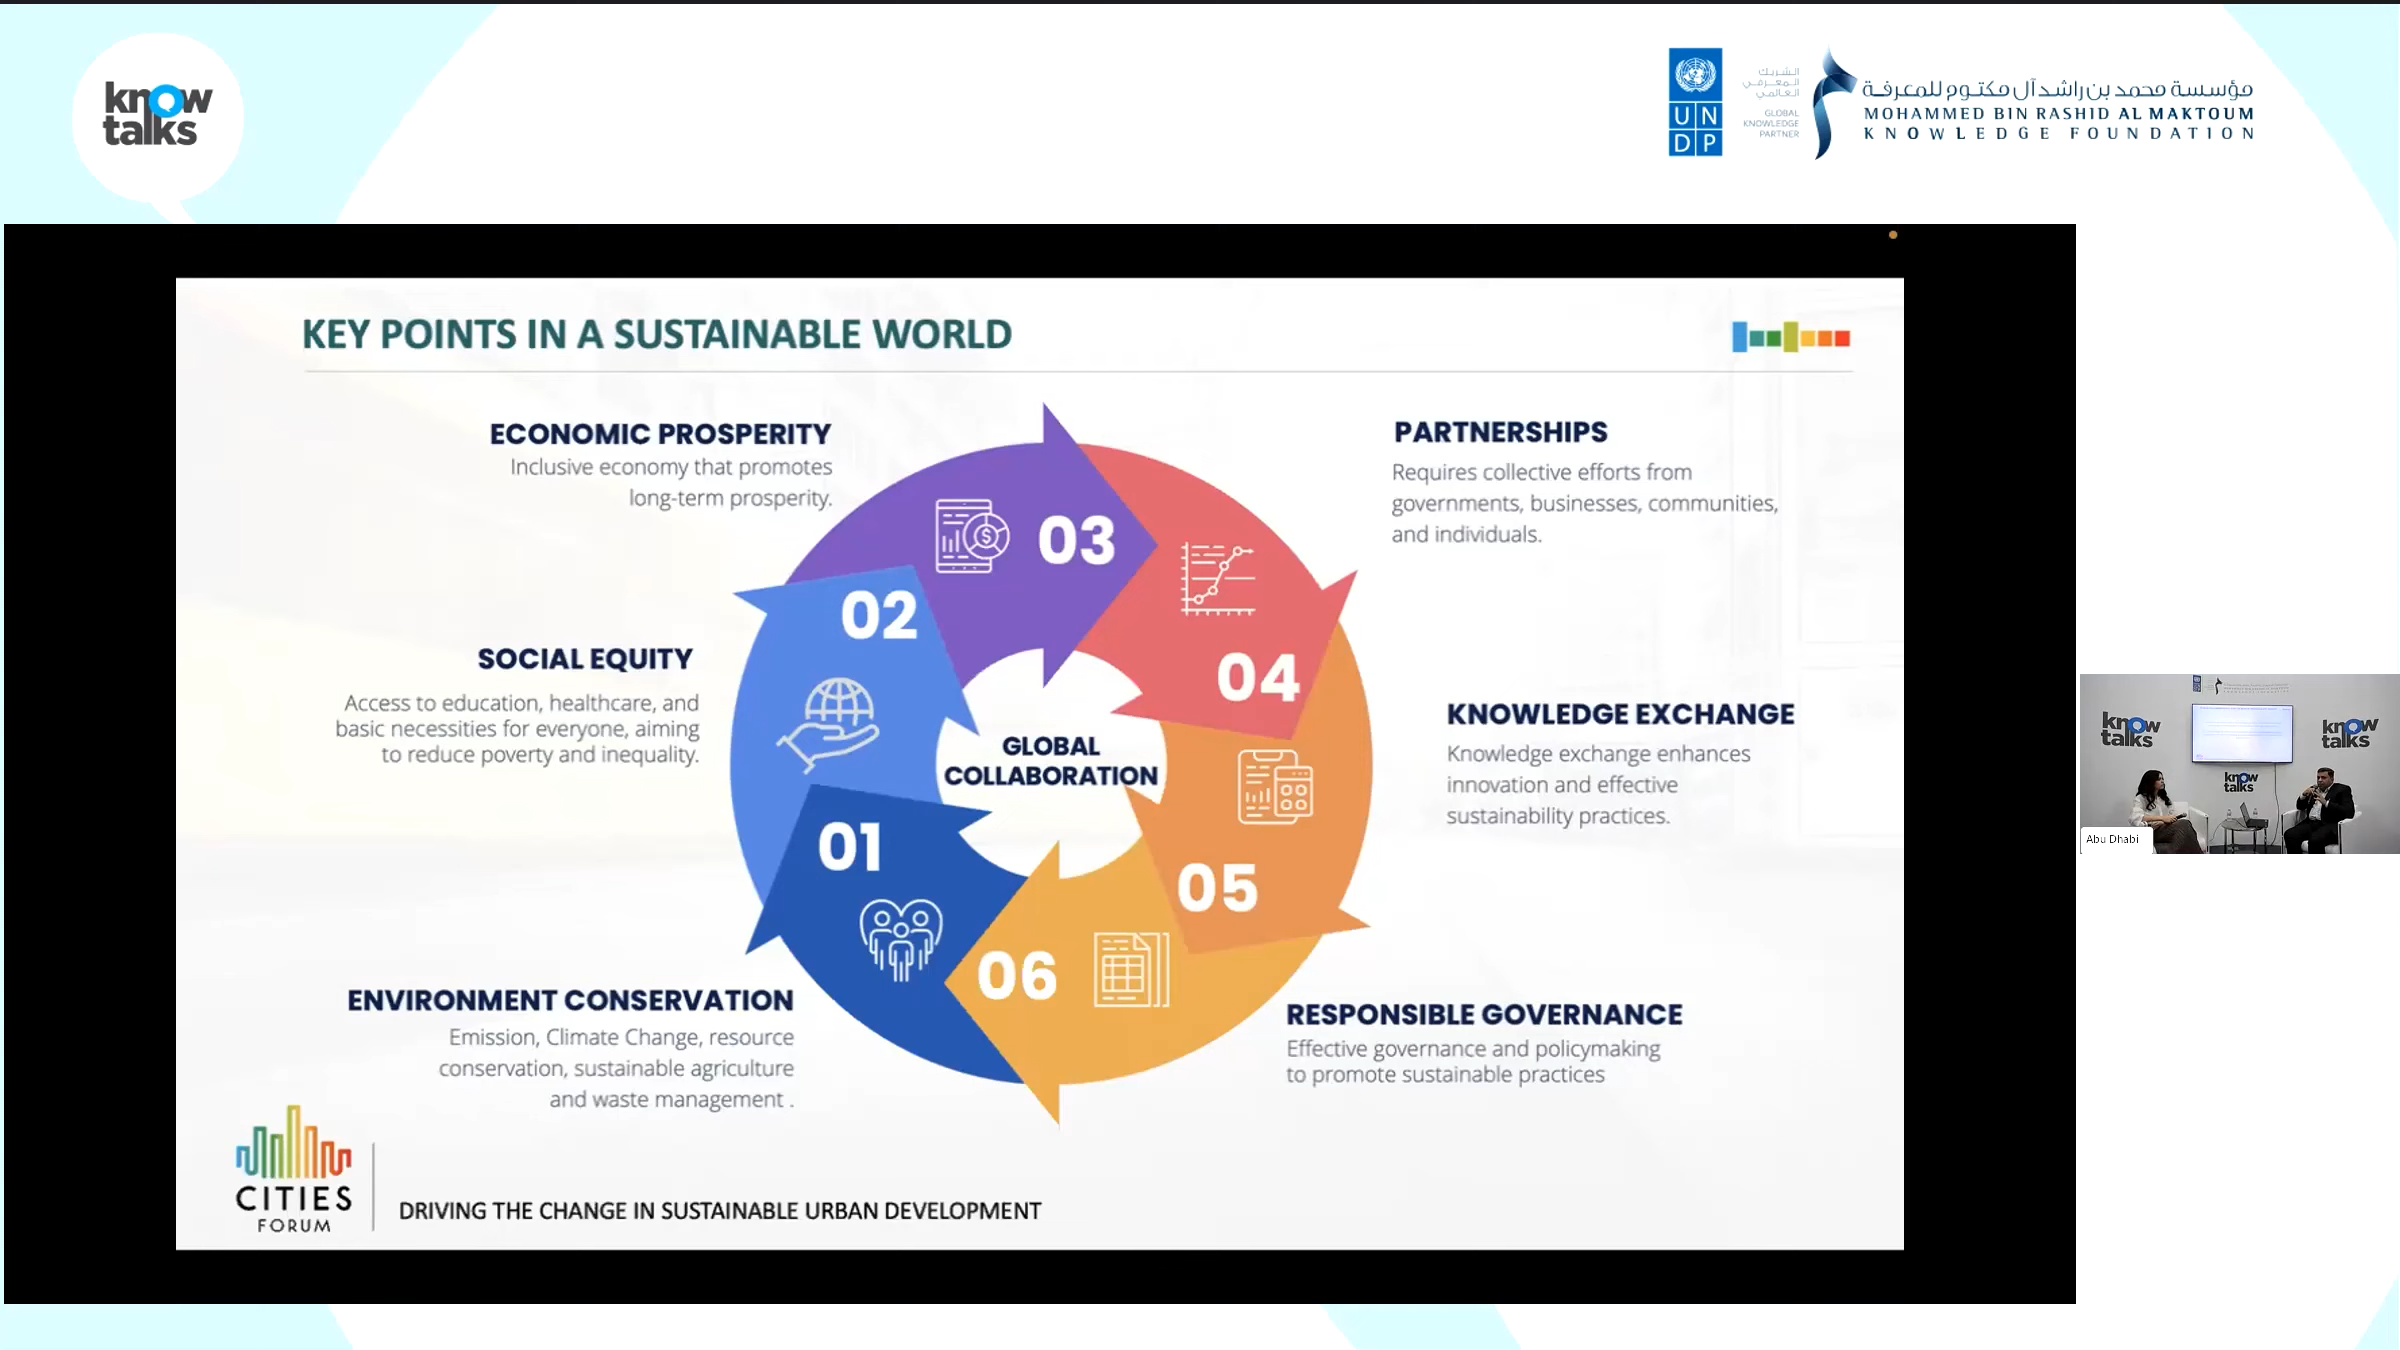 know
talks
UN
DP
الشريك
المعرفي
العالمي
GLOBAL
KNOWLEDGE
PARTNER
مؤسسة محمد بن راشد آل مكتوم للمعرفة
MOHAMMED BIN RASHID AL MAKTOUM
KNOWLEDGE FOUNDATION
KEY POINTS IN A SUSTAINABLE WORLD
ECONOMIC PROSPERITY
Inclusive economy that promotes
long-term prosperity.
PARTNERSHIPS
Requires collective efforts from
governments, businesses, communities,
and individuals.
03
02
04
SOCIAL EQUITY
Access to education, healthcare, and
basic necessities for everyone, aiming
to reduce poverty and inequality.
GLOBAL
COLLABORATION
KNOWLEDGE EXCHANGE
Knowledge exchange enhances
innovation and effective
sustainability practices.
01
05
06
ENVIRONMENT CONSERVATION
Emission, Climate Change, resource
conservation, sustainable agriculture
and waste management .
RESPONSIBLE GOVERNANCE
Effective governance and policymaking
to promote sustainable practices
CITIES
FORUM
DRIVING THE CHANGE IN SUSTAINABLE URBAN DEVELOPMENT
know
talks
know
talks
know
talks
Abu Dhabi